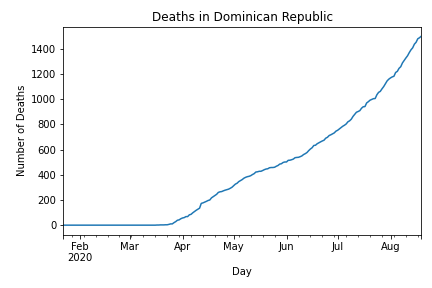 Deaths in Dominican Republic
Number of Deaths
1400
1200
1000
800
600
400
200
0
Feb Mar Apr May Jun Jul Aug
2020
Day